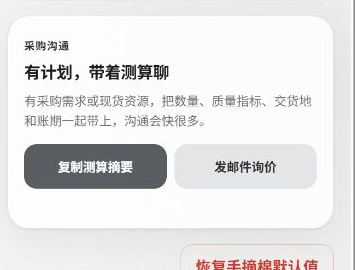 采购沟通
有计划，带着测算聊
有采购需求或现货资源，把数量、质量指标、交货地
和账期一起带上，沟通会快很多。
复制测算摘要
发邮件询价
恢复手摘棉默认值